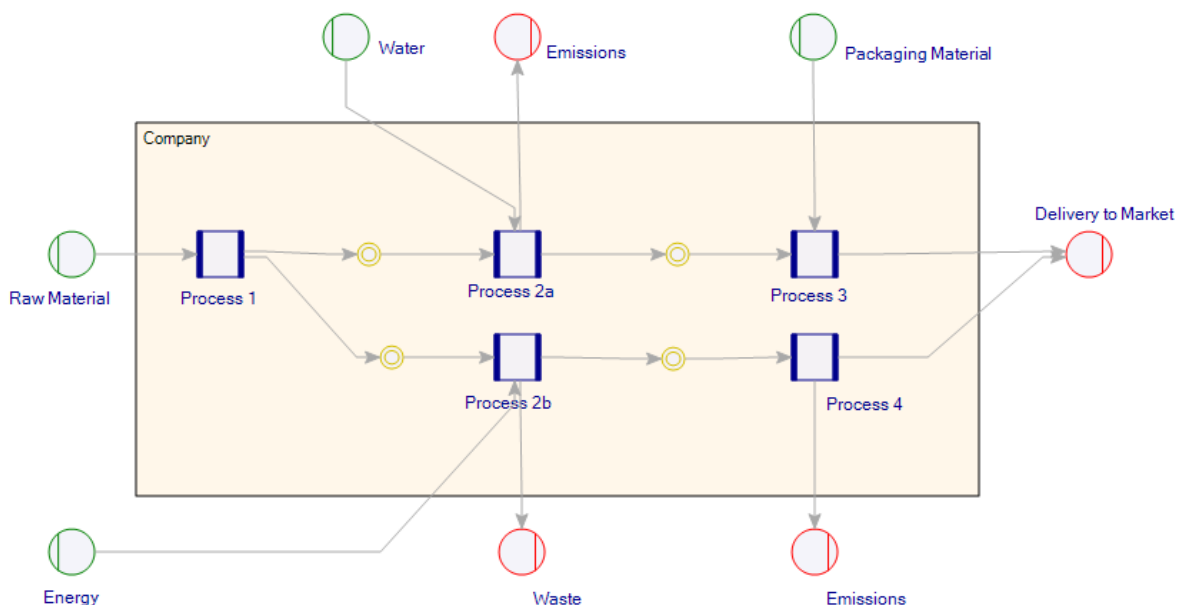 Water
Emissions
Packaging Material
Company
Delivery to Market
Raw Material
Process 1
Process 2a
Process 3
Process 2b
Process 4
Energy
Waste
Emissions